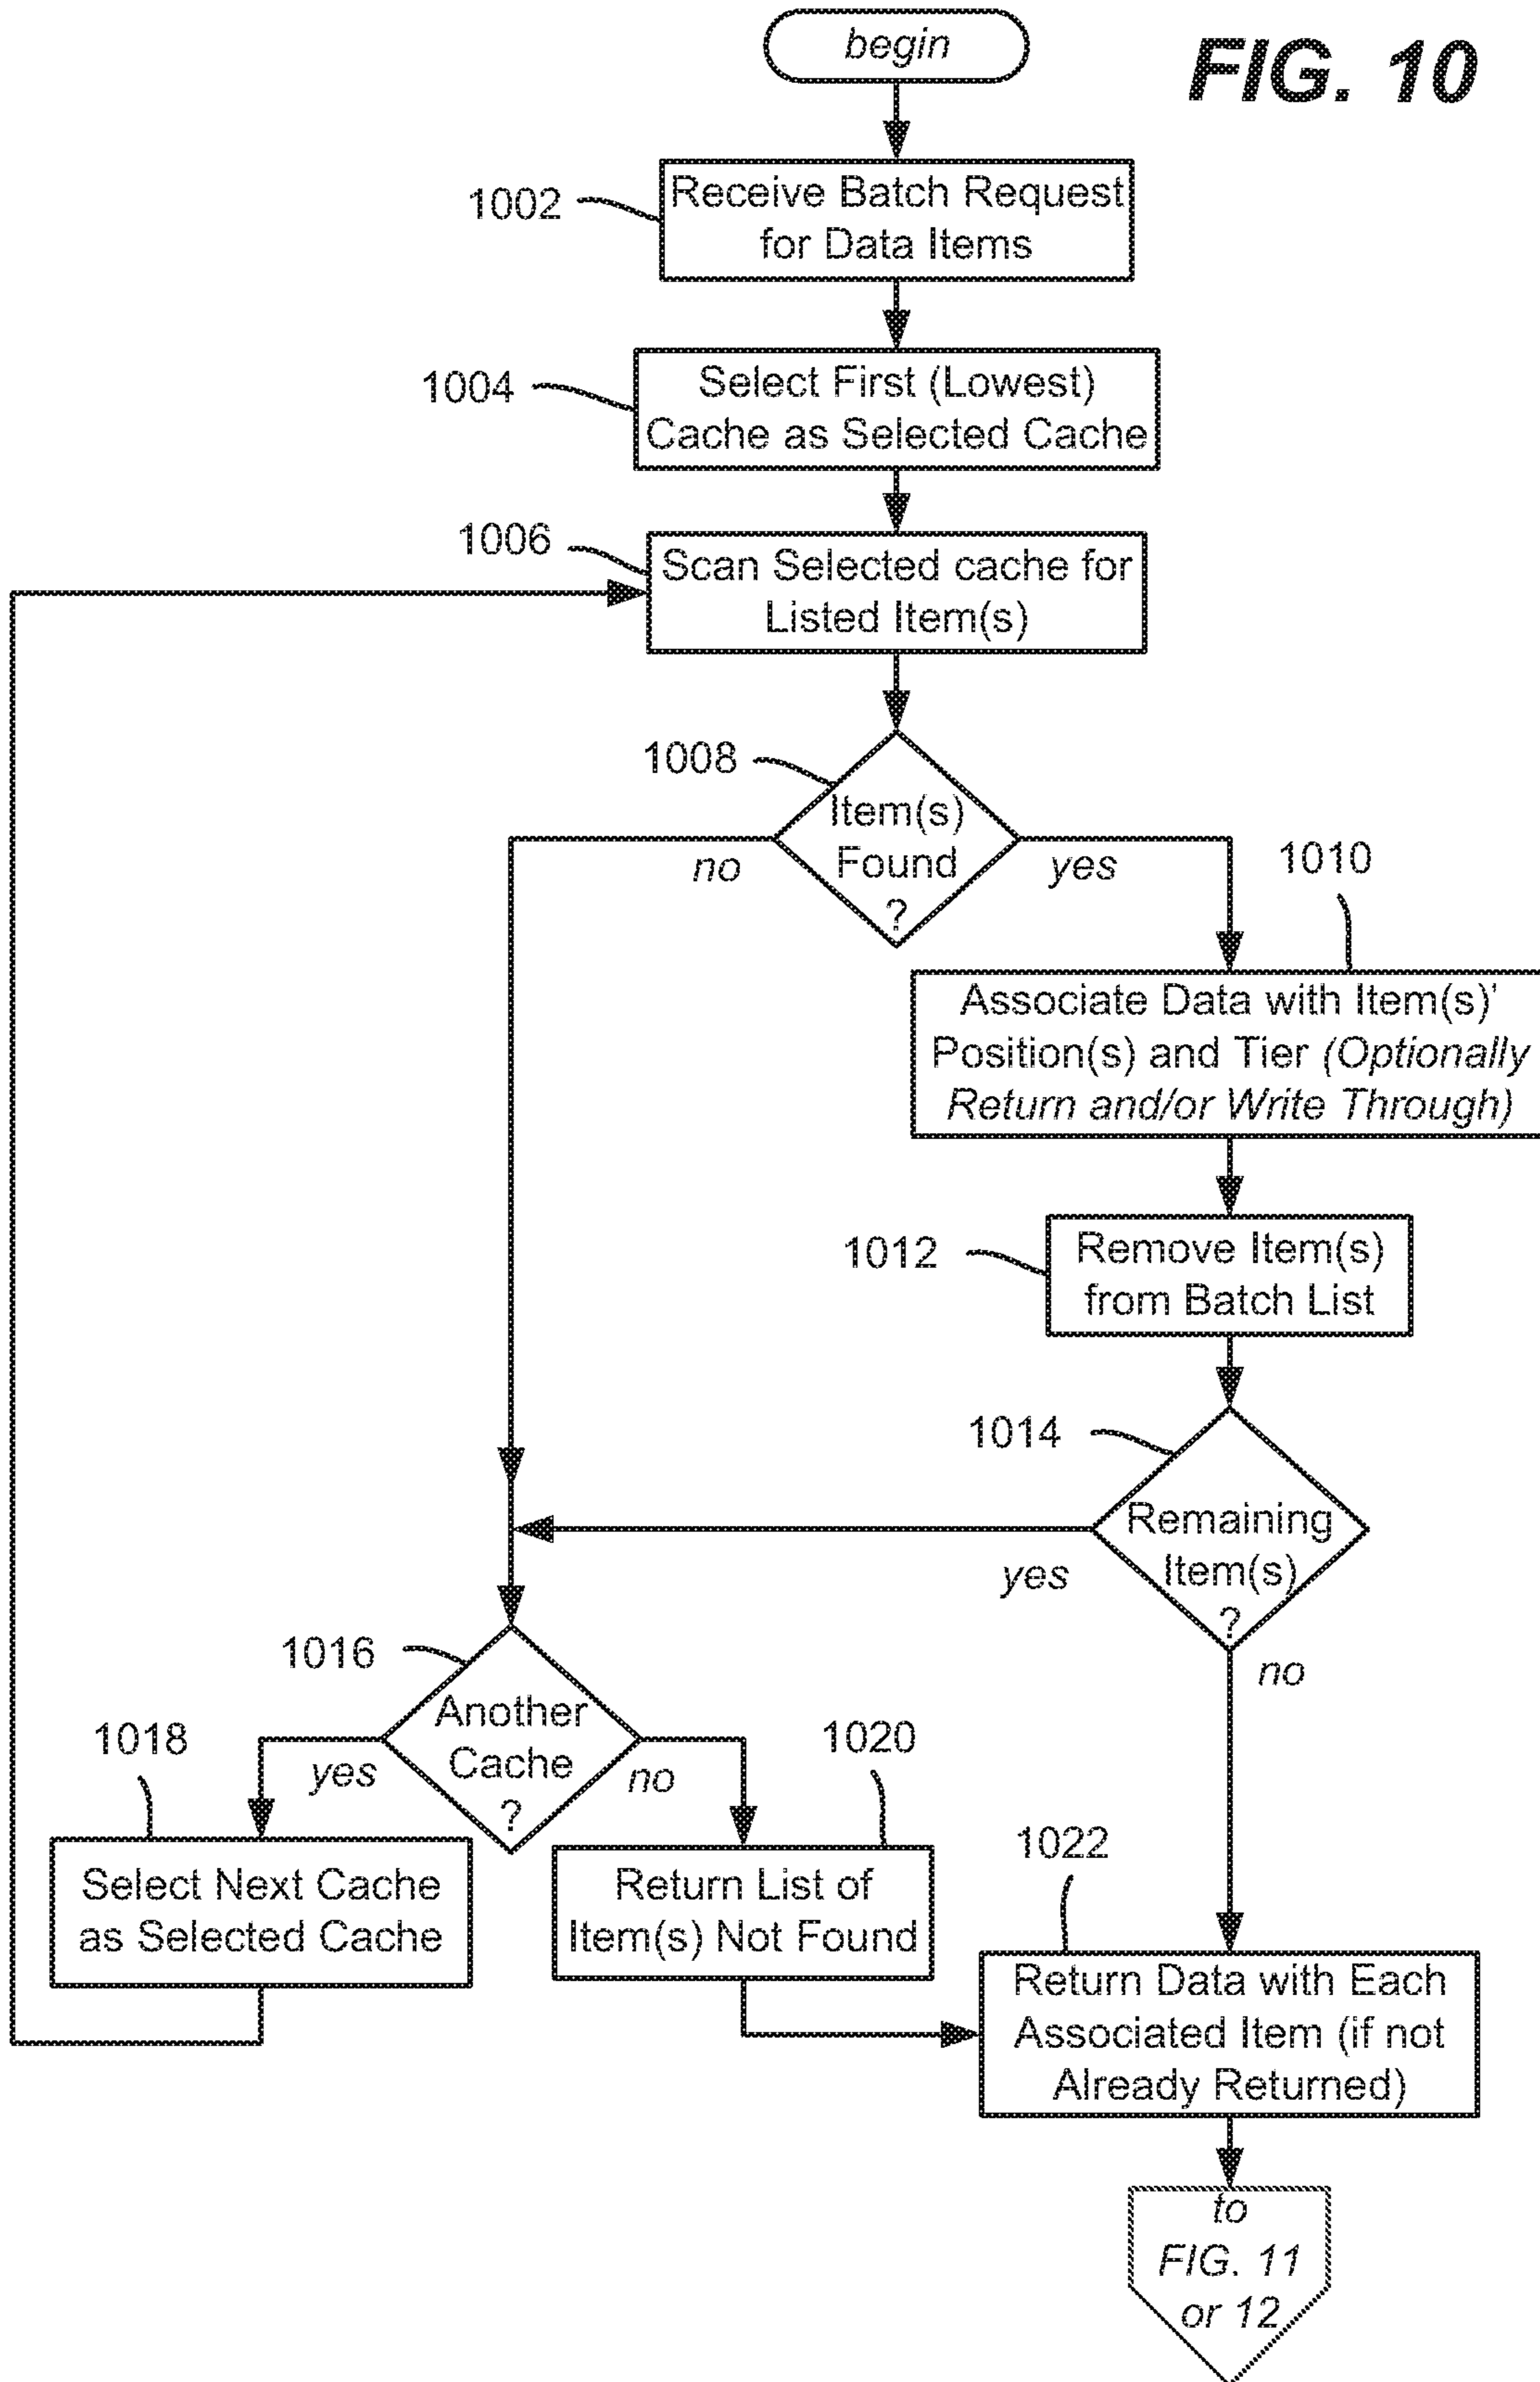 begin
FIG. 10
1002
Receive Batch Request
for Data Items
1004
Select First (Lowest)
Cache as Selected Cache
1006
Scan Selected cache for
Listed Item(s)
1008
Item(s)
Found
?
no
yes
1010
Associate Data with Item(s)'
Position(s) and Tier (Optionally
Return and/or Write Through)
1012
Remove Item(s)
from Batch List
1014
Remaining
Item(s)
?
yes
no
1016
Another
Cache
?
yes
no
1018
Select Next Cache
as Selected Cache
1020
Return List of
Item(s) Not Found
1022
Return Data with Each
Associated Item (if not
Already Returned)
to
FIG. 11
or 12